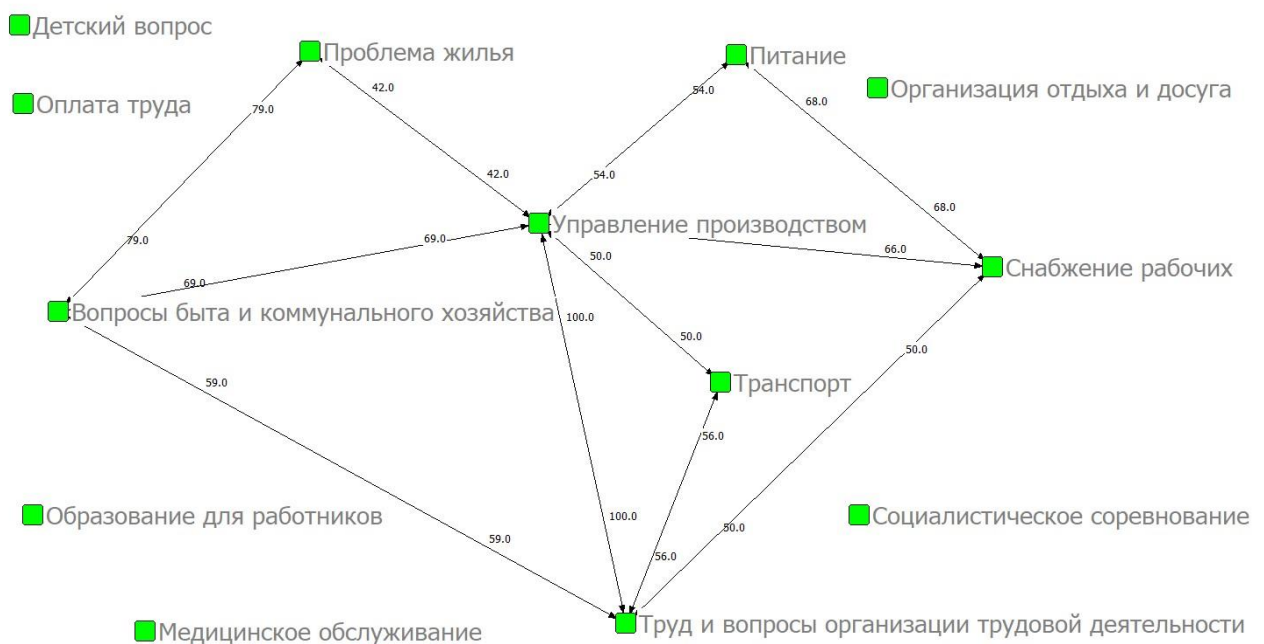 Детский вопрос
Проблема жилья
Питание
42.0
Организация отдыха и досуга
54.0
68.0
Оплата труда
79.0
42.0
54.0
68.0
Управление производством
79.0
69.0
66.0
50.0
Снабжение рабочих
69.0
Вопросы быта и коммунального хозяйства
100.0
50.0
50.0
59.0
Транспорт
56.0
Образование для работников
100.0
Социалистическое соревнование
50.0
59.0
56.0
Медицинское обслуживание
Труд и вопросы организации трудовой деятельности